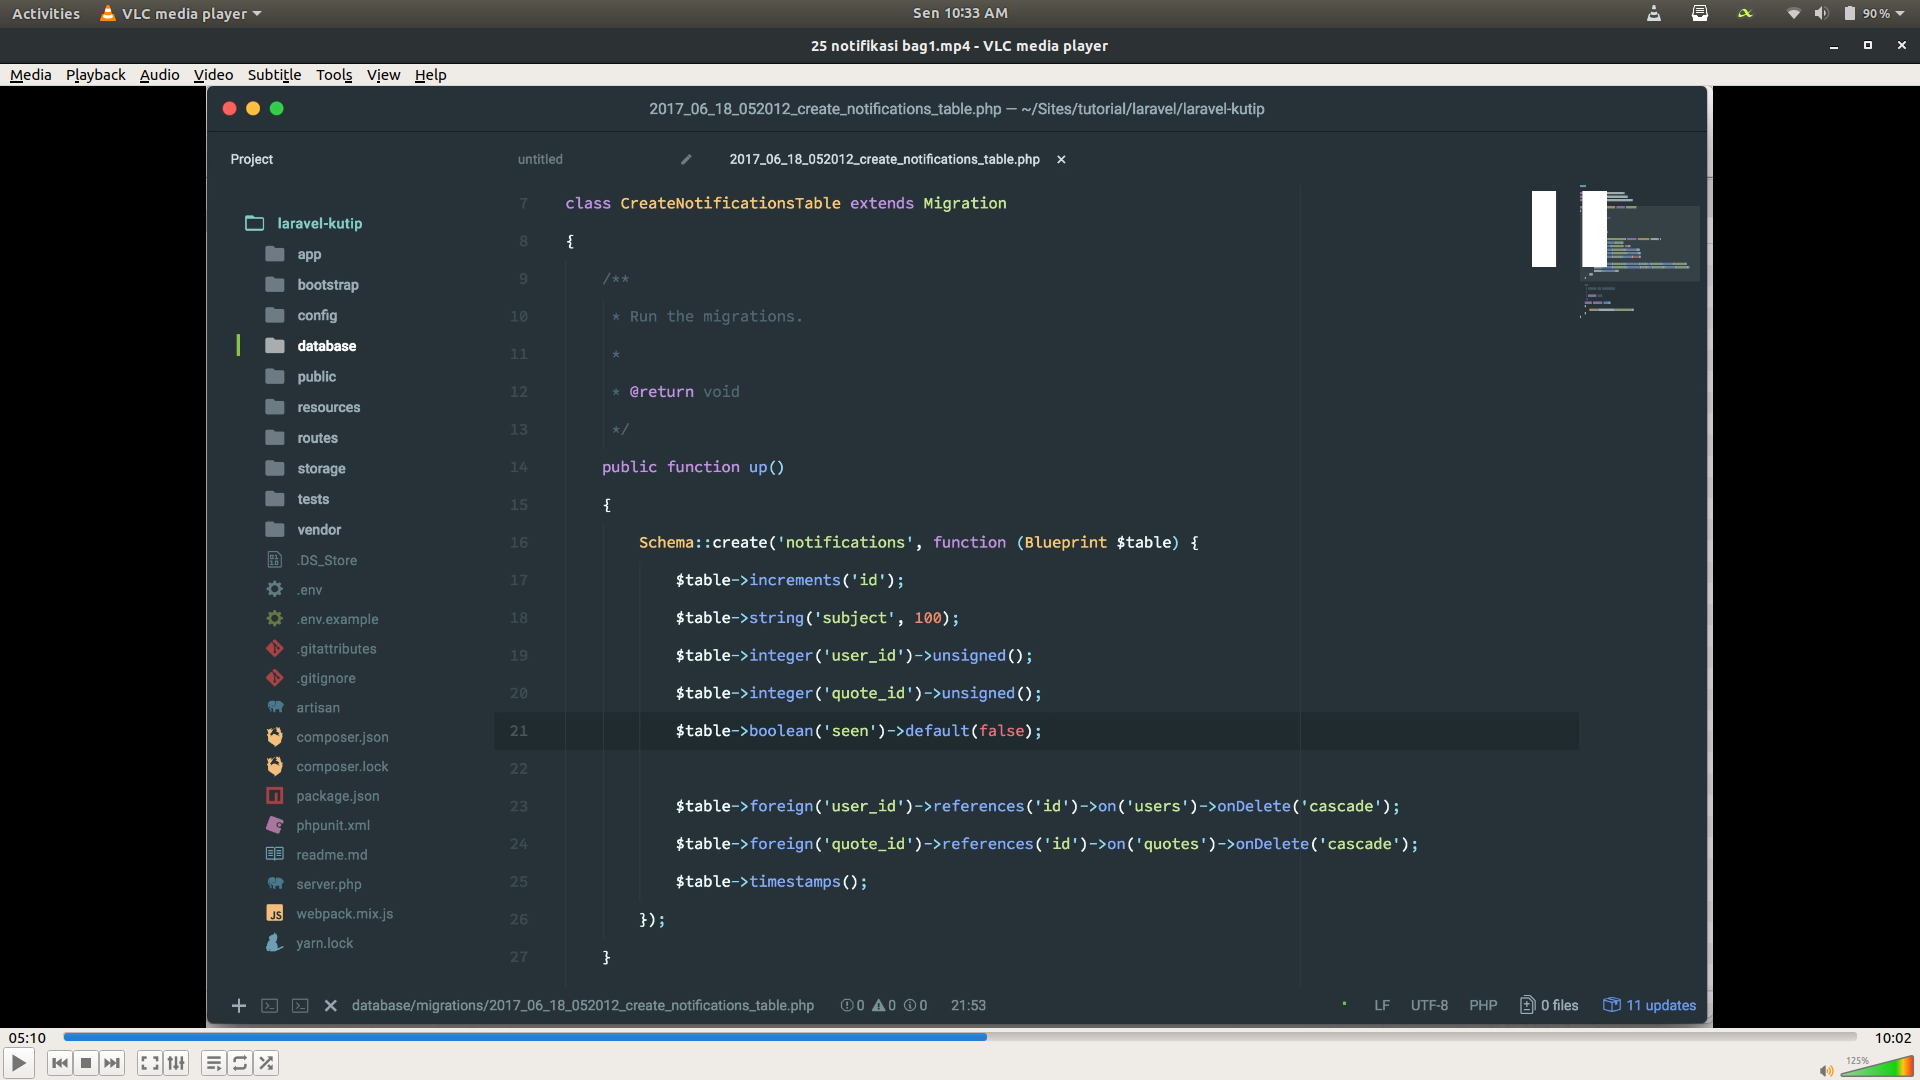 Activities VLC media player Sen 10:33 AM 90 %
25 notifikasi bag1.mp4 - VLC media player
Media Playback Audio Video Subtitle Tools View Help
2017_06_18_052012_create_notifications_table.php — ~/Sites/tutorial/laravel/laravel-kutip
Project
untitled 2017_06_18_052012_create_notifications_table.php
laravel-kutip
app
bootstrap
config
database
public
resources
routes
storage
tests
vendor
.DS_Store
.env
.env.example
.gitattributes
.gitignore
artisan
composer.json
composer.lock
package.json
phpunit.xml
readme.md
server.php
webpack.mix.js
yarn.lock
7 class CreateNotificationsTable extends Migration
8 {
9 /**
10 * Run the migrations.
11 *
12 * @return void
13 */
14 public function up()
15 {
16 Schema::create('notifications', function (Blueprint $table) {
17 $table->increments('id');
18 $table->string('subject', 100);
19 $table->integer('user_id')->unsigned();
20 $table->integer('quote_id')->unsigned();
21 $table->boolean('seen')->default(false);
22
23 $table->foreign('user_id')->references('id')->on('users')->onDelete('cascade');
24 $table->foreign('quote_id')->references('id')->on('quotes')->onDelete('cascade');
25 $table->timestamps();
26 });
27 }
database/migrations/2017_06_18_052012_create_notifications_table.php 0 0 0 21:53 LF UTF-8 PHP 0 files 11 updates
05:10 10:02
125%